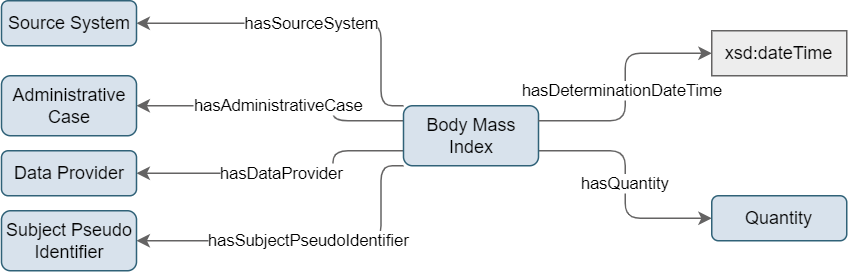 Source System
hasSourceSystem
xsd:dateTime
hasDeterminationDateTime
Administrative
Case
hasAdministrativeCase
Body Mass
Index
Data Provider
hasDataProvider
hasQuantity
Quantity
Subject Pseudo
Identifier
hasSubjectPseudoIdentifier